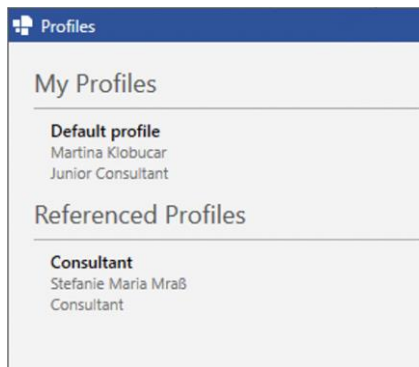 Profiles
My Profiles
Default profile
Martina Klobucar
Junior Consultant
Referenced Profiles
Consultant
Stefanie Maria Mraß
Consultant